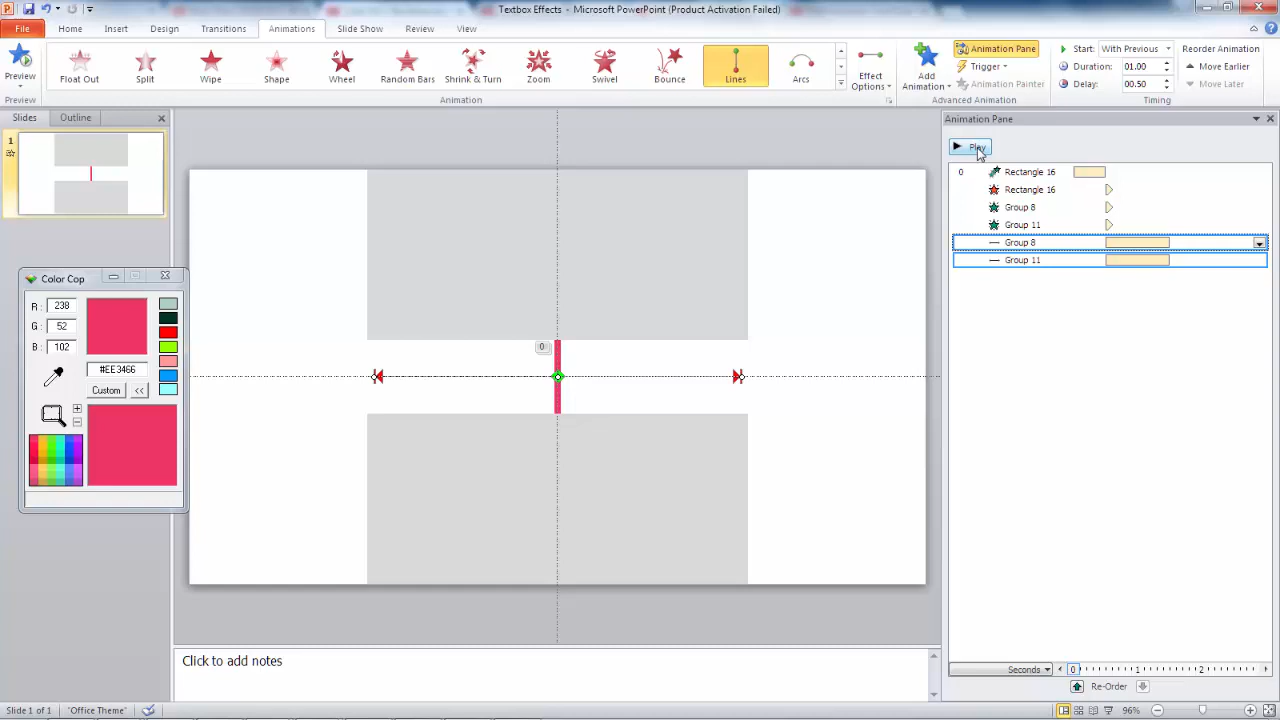 Textbox Effects - Microsoft PowerPoint (Product Activation Failed)
File Home Insert Design Transitions Animations Slide Show Review View
Preview
Float Out Split Wipe Shape Wheel Random Bars Shrink & Turn Zoom Swivel Bounce Lines Arcs
Effect Options
Add Animation
Animation Pane
Trigger
Animation Painter
Start: With Previous
Duration: 01.00
Delay: 00.50
Reorder Animation
Move Earlier
Move Later
Preview Animation Advanced Animation Timing
Slides Outline
1
Animation Pane
Play
0 Rectangle 16
Rectangle 16
Group 8
Group 11
Group 8
Group 11
0
Color Cop
R: 238
G: 52
B: 102
#EE3466
Custom <<
Click to add notes
Seconds 0 1 2
Re-Order
Slide 1 of 1 "Office Theme" 96%